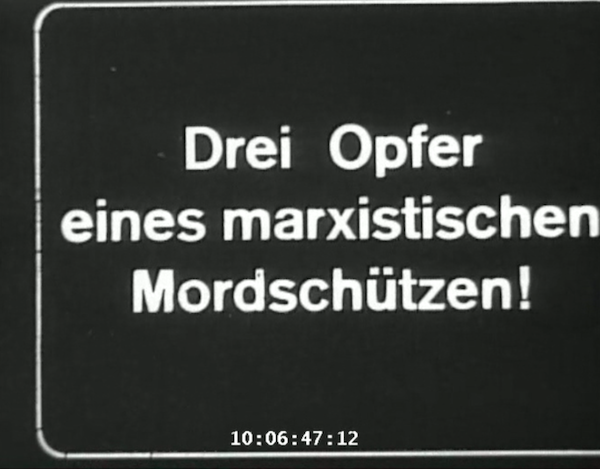 Drei Opfer
eines marxistischen
Mordschützen!
10:06:47:12